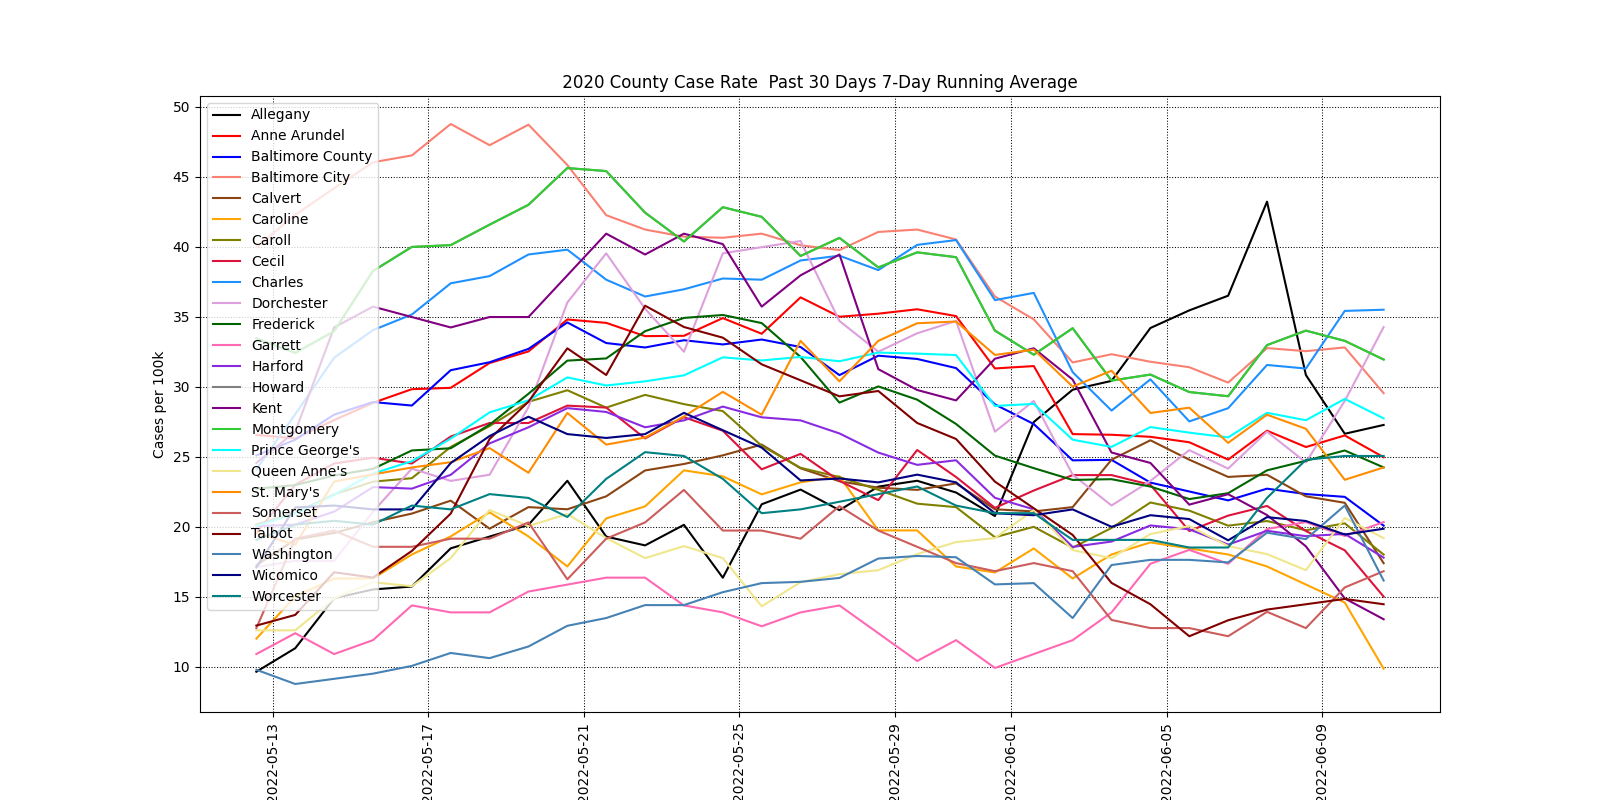 2020 County Case Rate  Past 30 Days 7-Day Running Average
Cases per 100k
50
45
40
35
30
25
20
15
10
Allegany
Anne Arundel
Baltimore County
Baltimore City
Calvert
Caroline
Caroll
Cecil
Charles
Dorchester
Frederick
Garrett
Harford
Howard
Kent
Montgomery
Prince George's
Queen Anne's
St. Mary's
Somerset
Talbot
Washington
Wicomico
Worcester
2022-05-13
2022-05-17
2022-05-21
2022-05-25
2022-05-29
2022-06-01
2022-06-05
2022-06-09